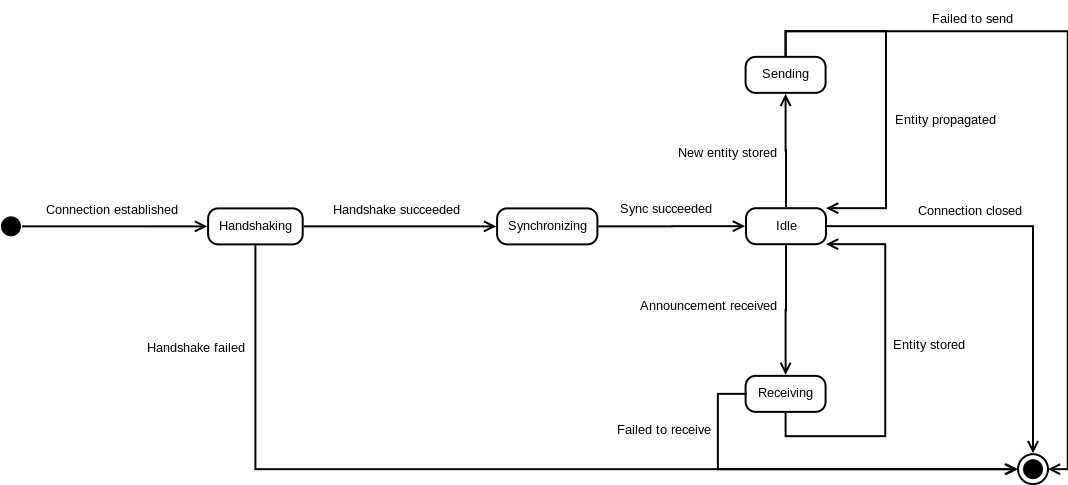 Failed to send
Sending
Entity propagated
New entity stored
Connection established
Handshake succeeded
Sync succeeded
Connection closed
Handshaking
Synchronizing
Idle
Announcement received
Handshake failed
Entity stored
Receiving
Failed to receive